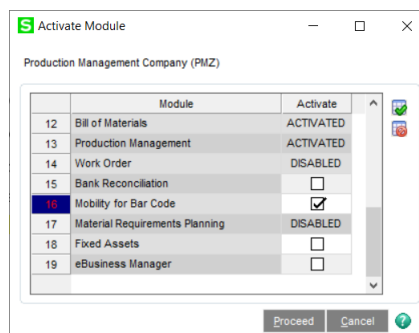 S Activate Module
Production Management Company (PMZ)
Module Activate
12 Bill of Materials ACTIVATED
13 Production Management ACTIVATED
14 Work Order DISABLED
15 Bank Reconciliation
16 Mobility for Bar Code
17 Material Requirements Planning DISABLED
18 Fixed Assets
19 eBusiness Manager
Proceed Cancel ?